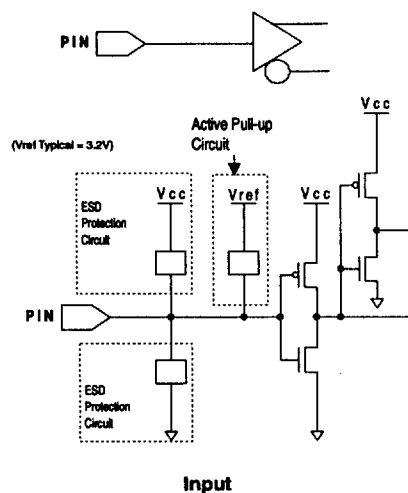 PIN
Vcc
Active Pull-up
Circuit
(Vref Typical = 3.2V)
Vcc
Vref
Vcc
ESD
Protection
Circuit
PIN
ESD
Protection
Circuit
Input